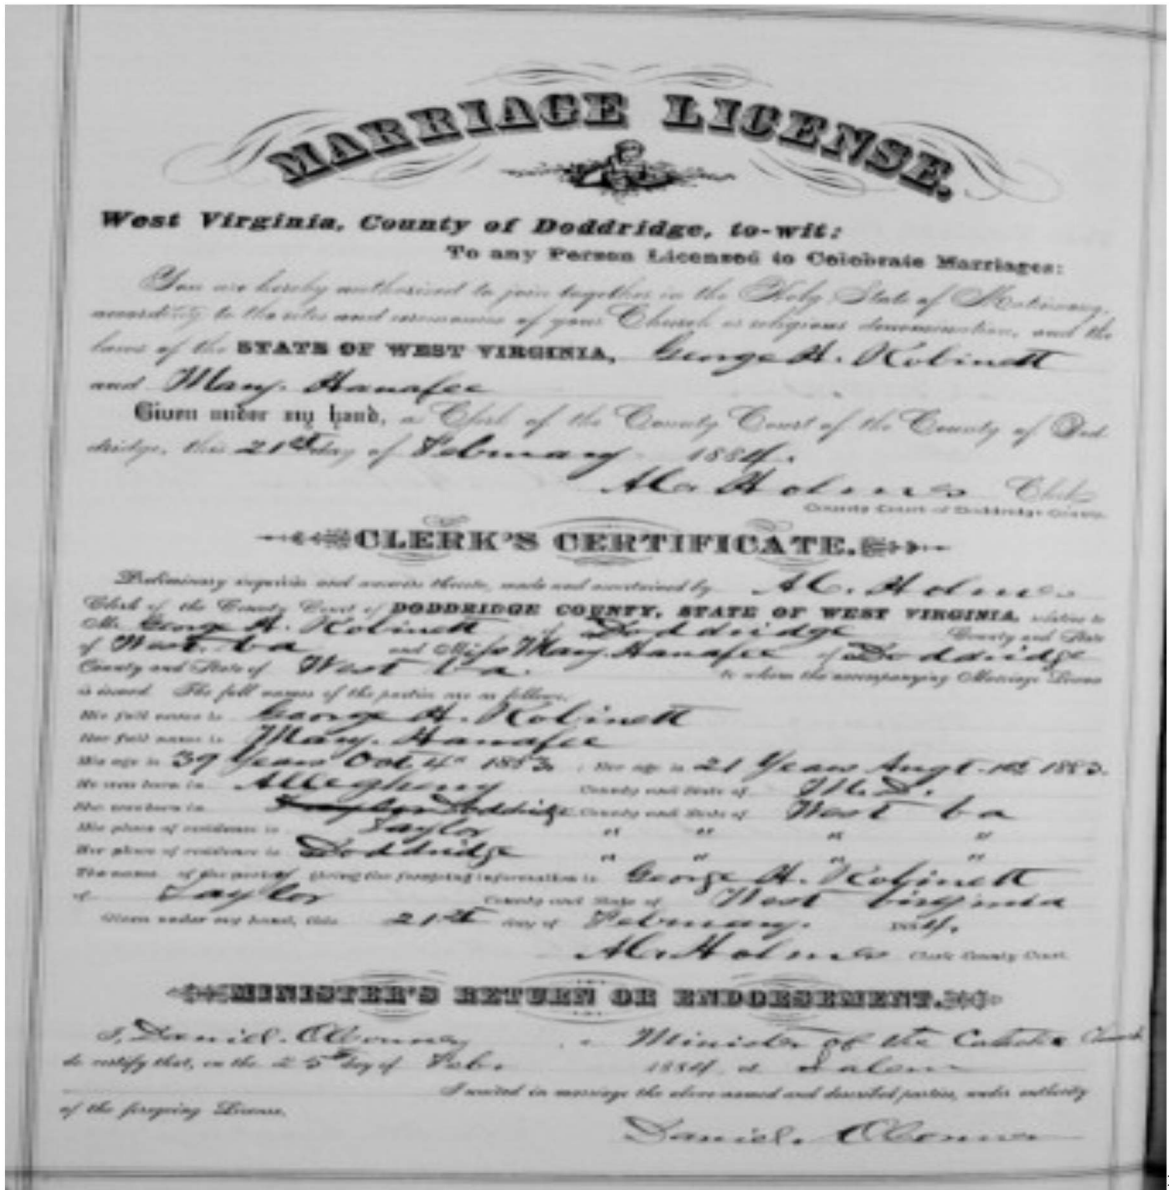 MARRIAGE LICENSE.
West Virginia, County of Doddridge, to-wit:
To any Person Licensed to Celebrate Marriages:
You are hereby authorized to join together in the Holy State of Matrimony,
according to the rites and ceremonies of your Church or religious denomination, and the
laws of the STATE OF WEST VIRGINIA, George H. Robinett
and Mary. Hanafee
Given under my hand, as Clerk of the County Court of the County of Dod-
dridge, this 21st day of February 1884.
Holmes Clerk
County Court of Doddridge County.
CLERK'S CERTIFICATE.
Preliminary inquiries and answers thereto, made and ascertained by Holmes
Clerk of the County Court of DODDRIDGE COUNTY, STATE OF WEST VIRGINIA, relative to
Mr. George H. Robinett of Doddridge County and State
of West Va and Miss Mary. Hanafee of Doddridge
County and State of West Va. to whom the accompanying Marriage License
is issued. The full names of the parties are as follows:
His full name is George H. Robinett
Her full name is Mary. Hanafee
His age is 39 Years Oct 4th 1883. Her age is 21 Years Augt. 1883.
He was born in Allegheny County and State of M.D.
She was born in Taylor Doddridge County and State of West Va
His place of residence is Taylor " " " "
Her place of residence is Doddridge " " " "
The name of the party giving the foregoing information is George H. Robinett
of Taylor County and State of West Virginia
Given under my hand, this 21st day of February. 1884.
Holmes Clerk County Court.
MINISTER'S RETURN OR ENDORSEMENT.
I, Daniel. O'Connor a Minister of the Catholic Church
do certify that, on the 25th day of Feb. 1884, at Salem
I united in marriage the above named and described parties, under authority
of the foregoing License.
Daniel. O'Connor